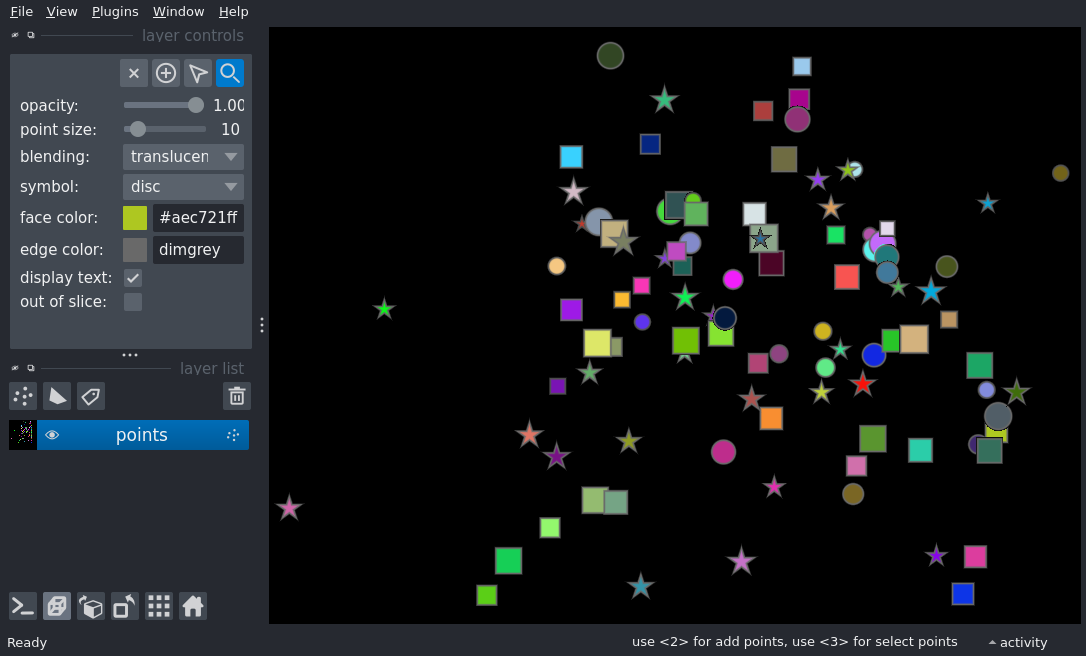 File View Plugins Window Help
layer controls
opacity: 1.00
point size: 10
blending: translucen
symbol: disc
face color: #aec721ff
edge color: dimgrey
display text:
out of slice:
layer list
points
Ready use <2> for add points, use <3> for select points activity